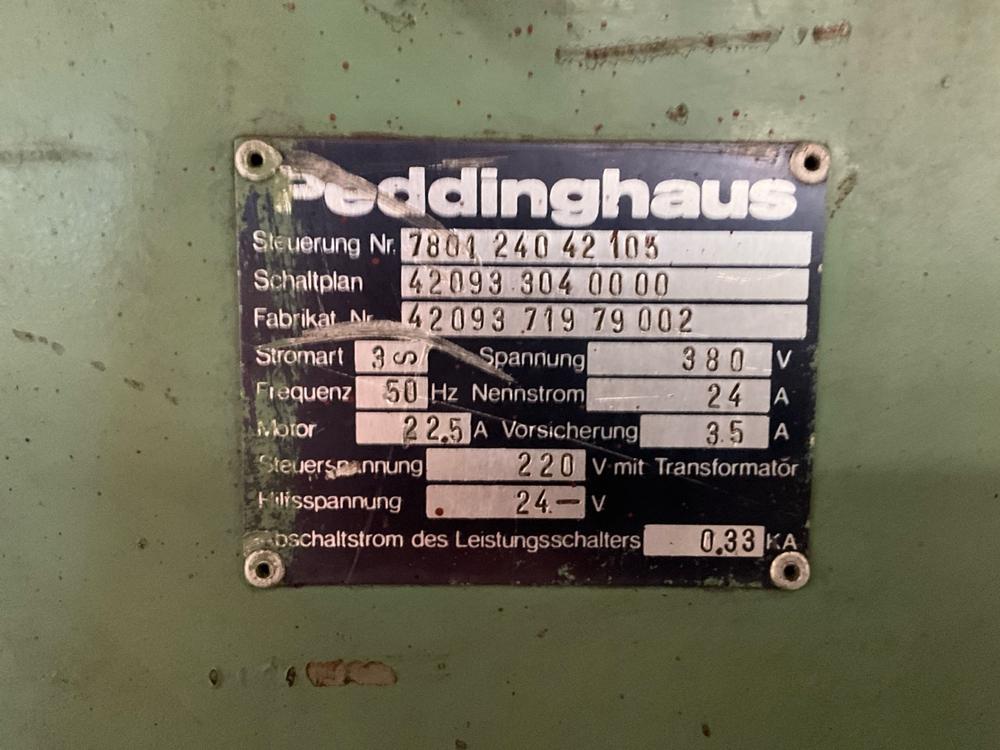 Peddinghaus
Steuerung Nr. 7801 240 42 105
Schaltplan 42093 304 00 00
Fabrikat Nr. 42093 719 79 002
Stromart 3 ∽ Spannung 380 V
Frequenz 50 Hz Nennstrom 24 A
Motor 22.5 A Vorsicherung 35 A
Steuerspannung 220 V mit Transformator
Hilfsspannung 24.– V
Abschaltstrom des Leistungsschalters 0.33 KA